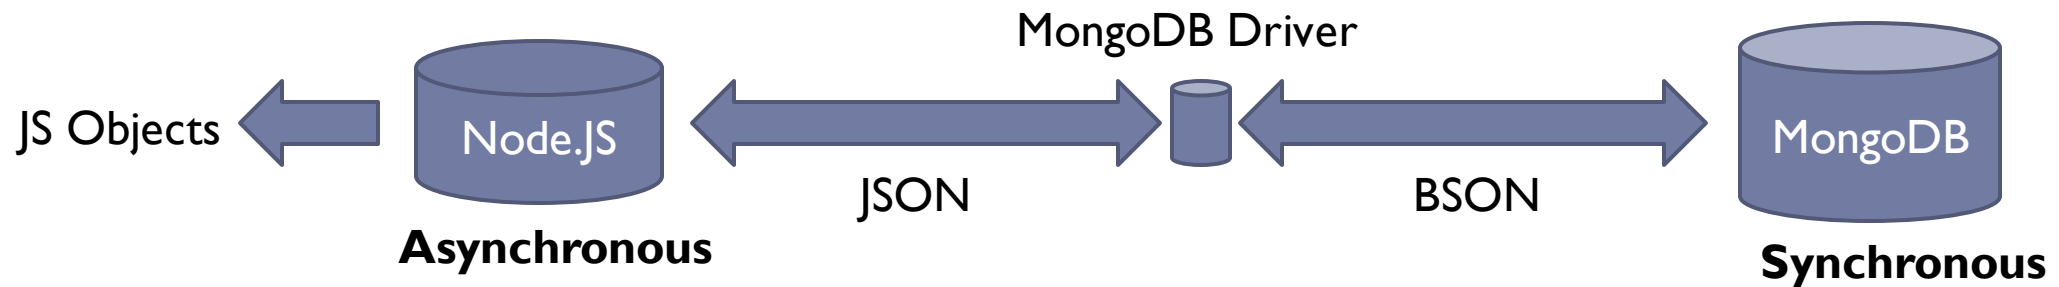 MongoDB Driver
JS Objects
Node.JS
MongoDB
JSON
BSON
Asynchronous
Synchronous